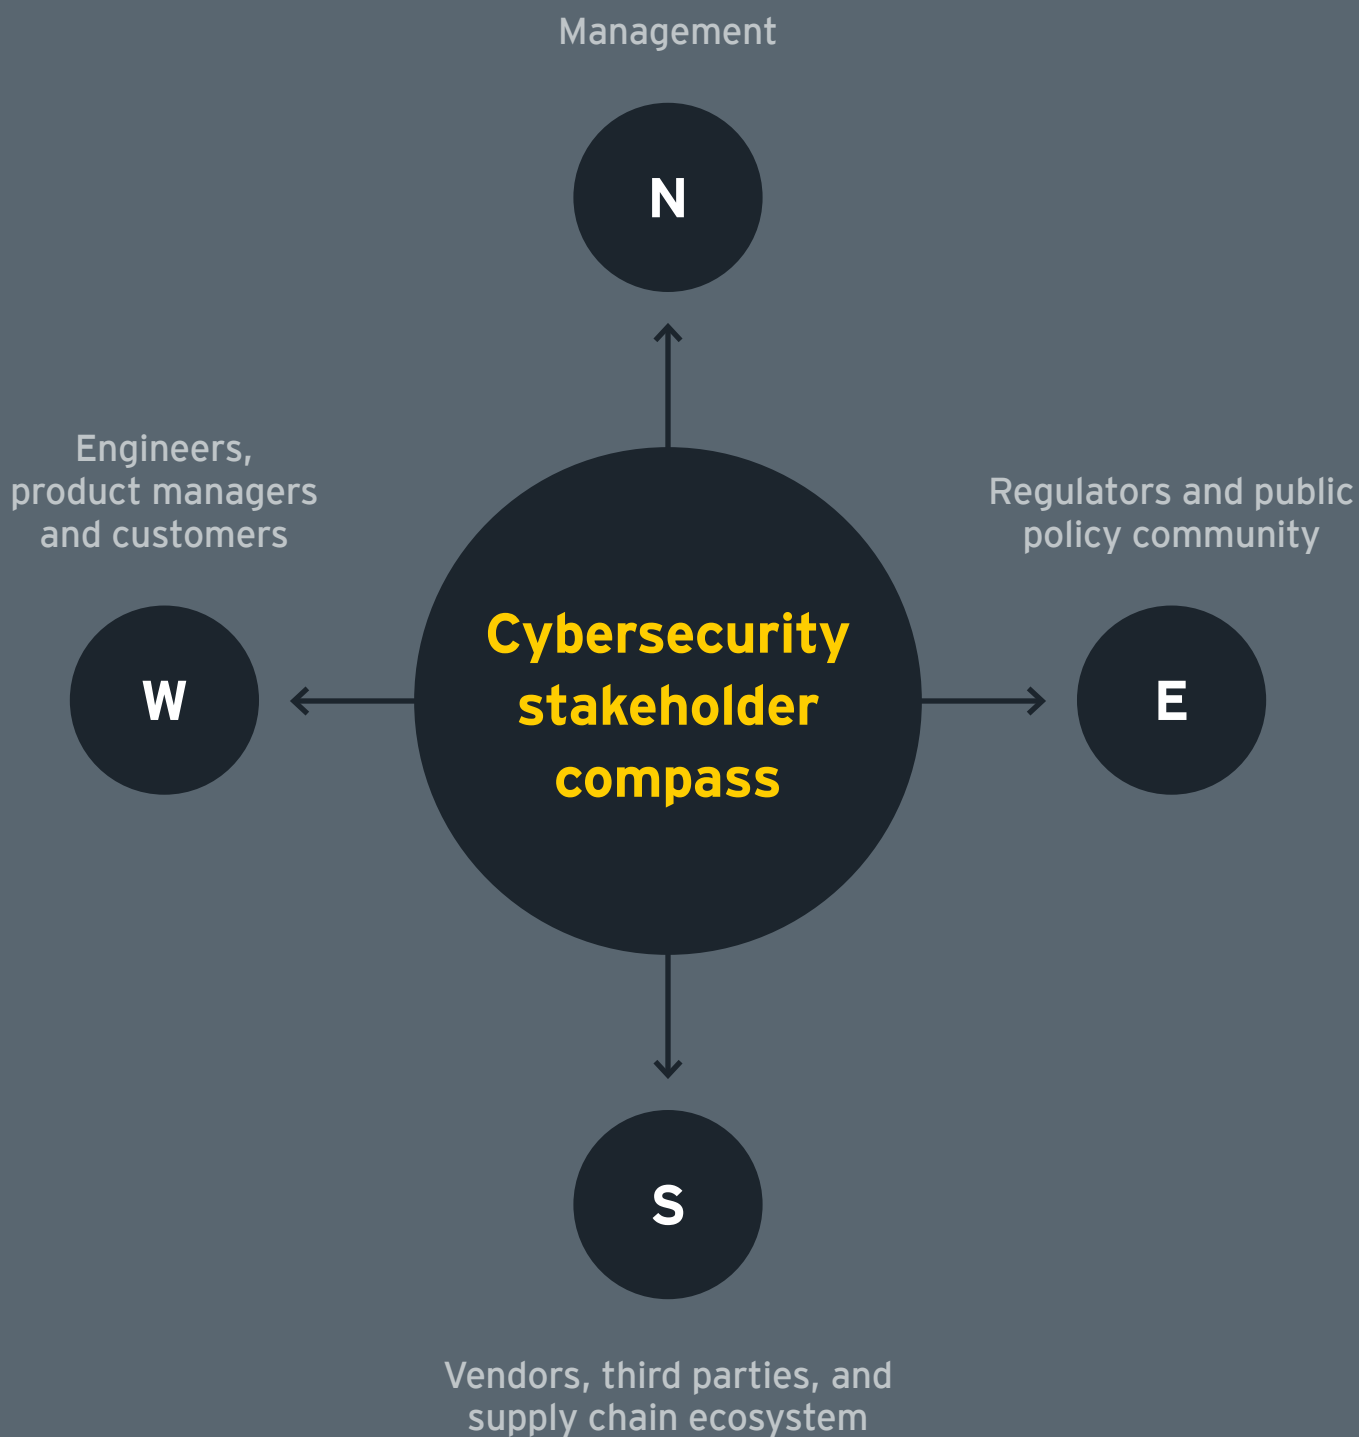 Management
N
Engineers,
product managers
and customers
Regulators and public
policy community
W
Cybersecurity
stakeholder
compass
E
S
Vendors, third parties, and
supply chain ecosystem